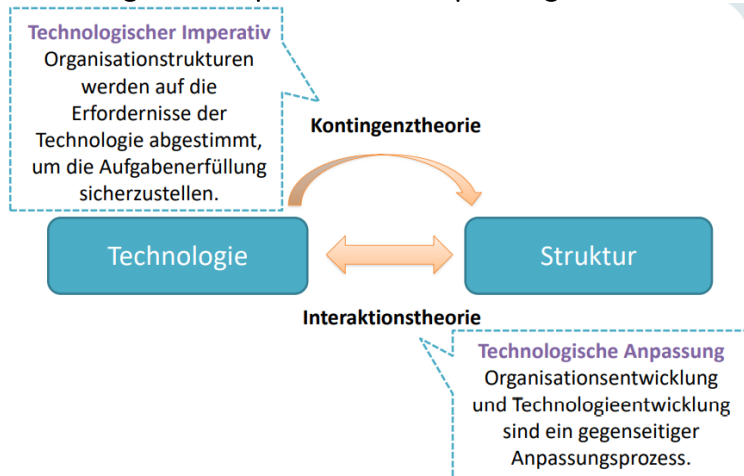 Technologischer Imperativ
Organisationstrukturen
werden auf die
Erfordernisse der
Technologie abgestimmt,
um die Aufgabenerfüllung
sicherzustellen.
Kontingenztheorie
Technologie
Struktur
Interaktionstheorie
Technologische Anpassung
Organisationsentwicklung
und Technologieentwicklung
sind ein gegenseitiger
Anpassungsprozess.